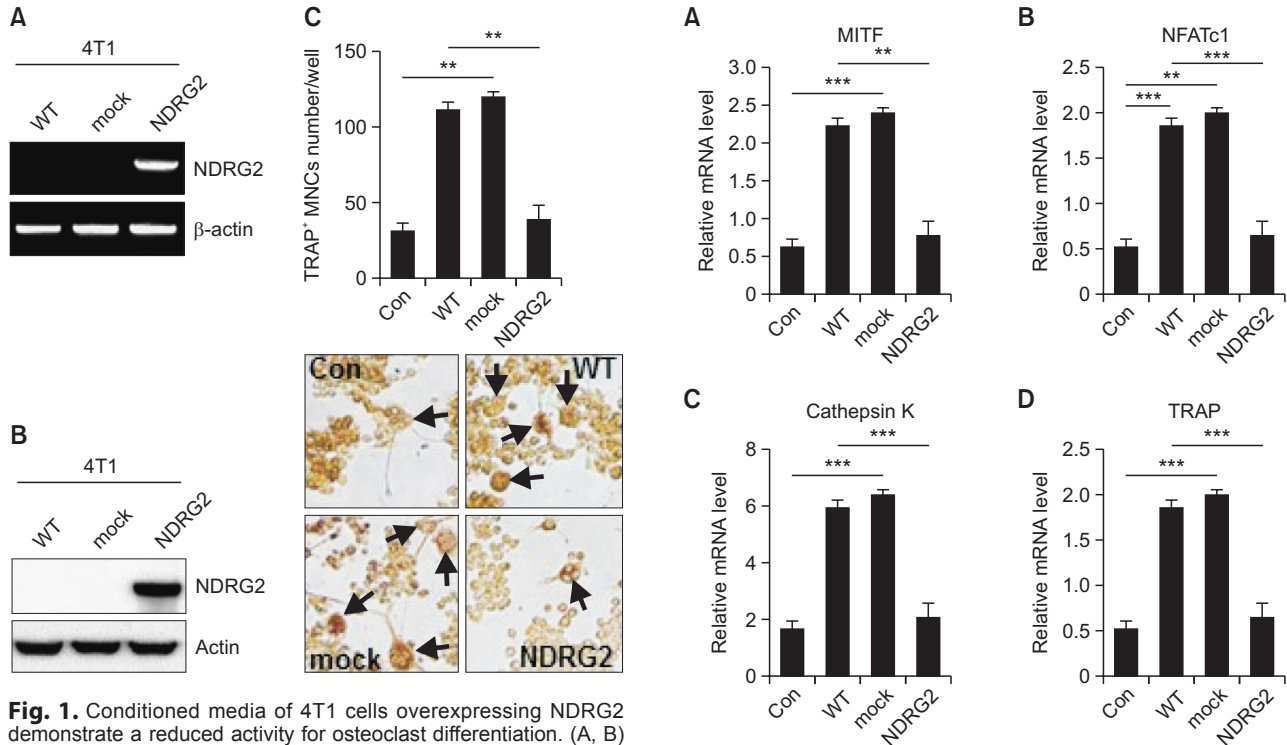 A
4T1
WT mock NDRG2
NDRG2
β-actin
B
4T1
WT mock NDRG2
NDRG2
Actin
C
TRAP⁺ MNCs number/well
150
100
50
0
**
**
Con WT mock NDRG2
Con
WT
mock
NDRG2
Fig. 1. Conditioned media of 4T1 cells overexpressing NDRG2
demonstrate a reduced activity for osteoclast differentiation. (A, B)
A
MITF
Relative mRNA level
3.0
2.5
2.0
1.5
1.0
0.5
0
**
***
Con WT mock NDRG2
B
NFATc1
Relative mRNA level
2.5
2.0
1.5
1.0
0.5
0
***
**
***
Con WT mock NDRG2
C
Cathepsin K
Relative mRNA level
8
6
4
2
0
***
***
Con WT mock NDRG2
D
TRAP
Relative mRNA level
2.5
2.0
1.5
1.0
0.5
0
***
***
Con WT mock NDRG2